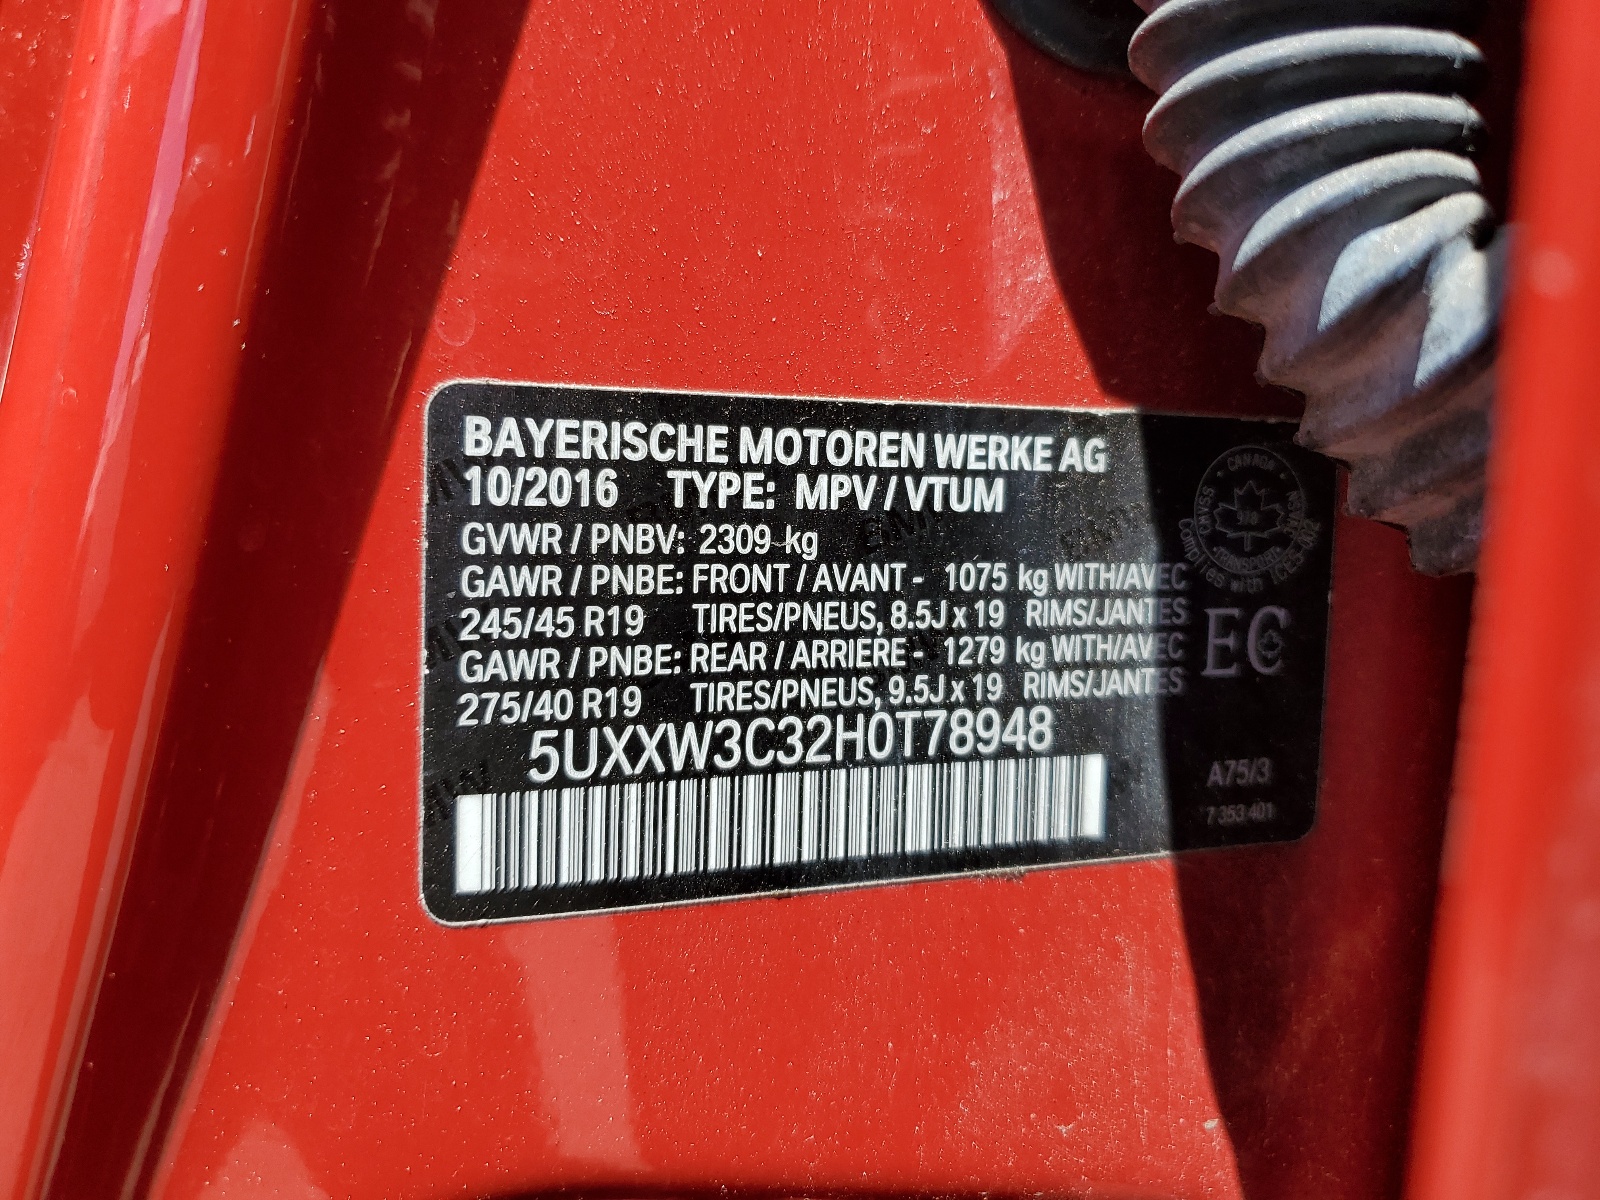 BAYERISCHE MOTOREN WERKE AG
10/2016 TYPE: MPV / VTUM
GVWR / PNBV: 2309 kg
GAWR / PNBE: FRONT / AVANT - 1075 kg WITH/AVEC
245/45 R19 TIRES/PNEUS, 8.5J x 19 RIMS/JANTES
GAWR / PNBE: REAR / ARRIERE - 1279 kg WITH/AVEC
275/40 R19 TIRES/PNEUS, 9.5J x 19 RIMS/JANTES
5UXXW3C32H0T78948
CANADA
TRANSPORT
EC
A75/3
7 353 401